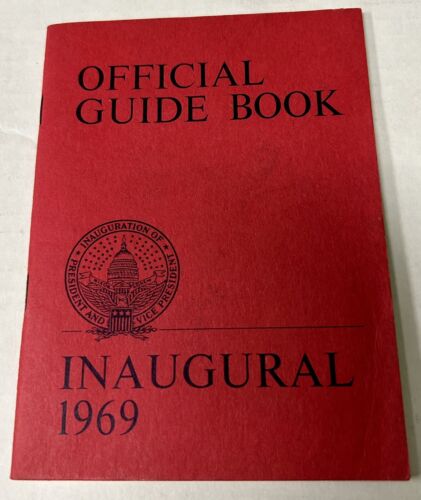 OFFICIAL
GUIDE BOOK
INAUGURATION OF
PRESIDENT AND VICE PRESIDENT
INAUGURAL
1969